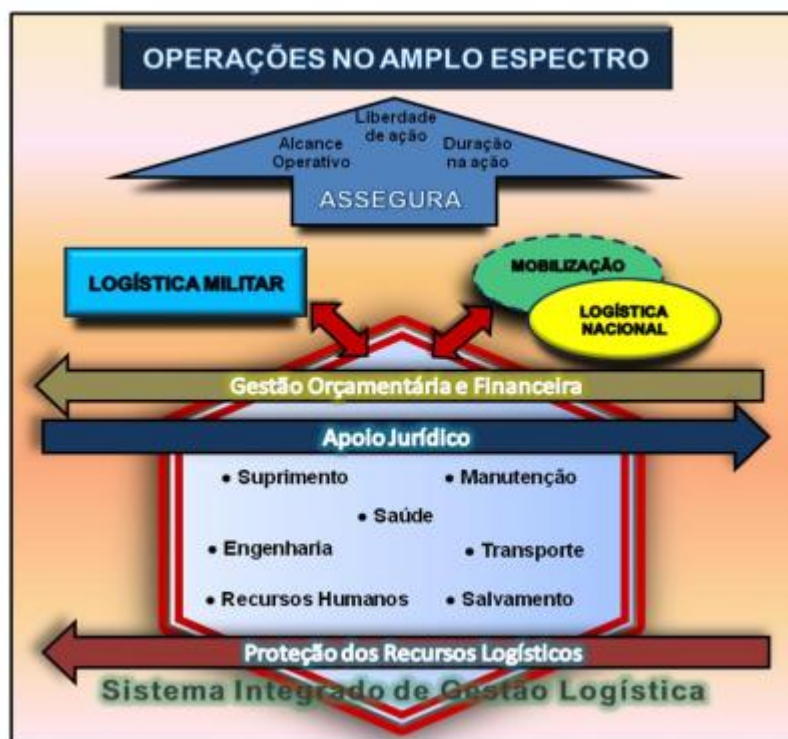 OPERAÇÕES NO AMPLO ESPECTRO
Liberdade
de ação
Alcance
Operativo
Duração
na ação
ASSEGURA
LOGÍSTICA MILITAR
MOBILIZAÇÃO
LOGÍSTICA
NACIONAL
Gestão Orçamentária e Financeira
Apoio Jurídico
• Suprimento
• Manutenção
• Saúde
• Engenharia
• Transporte
• Recursos Humanos
• Salvamento
Proteção dos Recursos Logísticos
Sistema Integrado de Gestão Logística